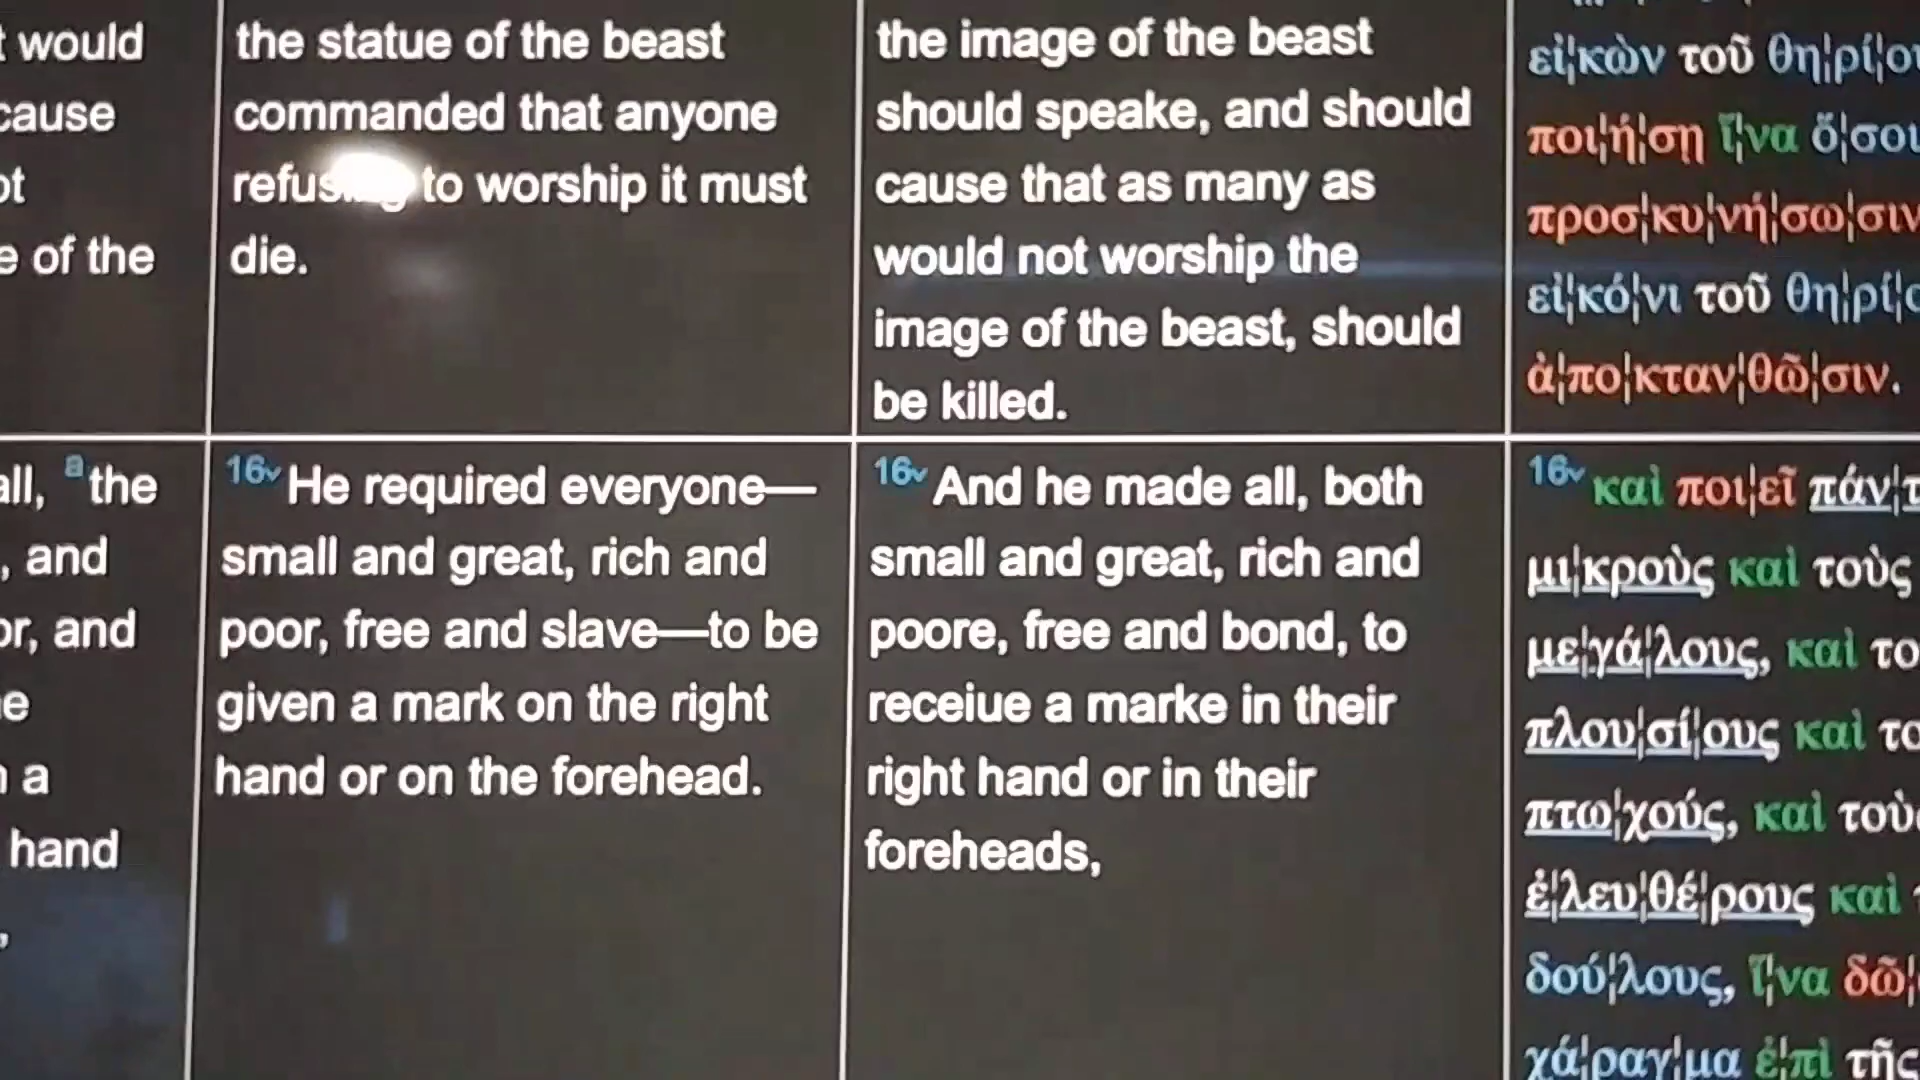 would
cause
of the
the statue of the beast
commanded that anyone
refusing to worship it must
die.
the image of the beast
should speake, and should
cause that as many as
would not worship the
image of the beast, should
be killed.
εἰ¦κὼν τοῦ θη¦ρί¦ου
ποι¦ή¦σῃ ἵ¦να ὅ¦σοι
προσ¦κυ¦νή¦σω¦σιν
εἰ¦κό¦νι τοῦ θη¦ρί¦ο
ἀ¦πο¦κταν¦θῶ¦σιν.
all, a the
, and
or, and
a
hand
16 He required everyone—
small and great, rich and
poor, free and slave—to be
given a mark on the right
hand or on the forehead.
16 And he made all, both
small and great, rich and
poore, free and bond, to
receiue a marke in their
right hand or in their
foreheads,
16 καὶ ποι¦εῖ πάν¦τ
μι¦κροὺς καὶ τοὺς
με¦γά¦λους, καὶ το
πλου¦σί¦ους καὶ το
πτω¦χούς, καὶ τοὺς
ἐ¦λευ¦θέ¦ρους καὶ
δού¦λους, ἵ¦να δῶ¦
χά¦ραγ¦μα ἐ¦πὶ τῆς